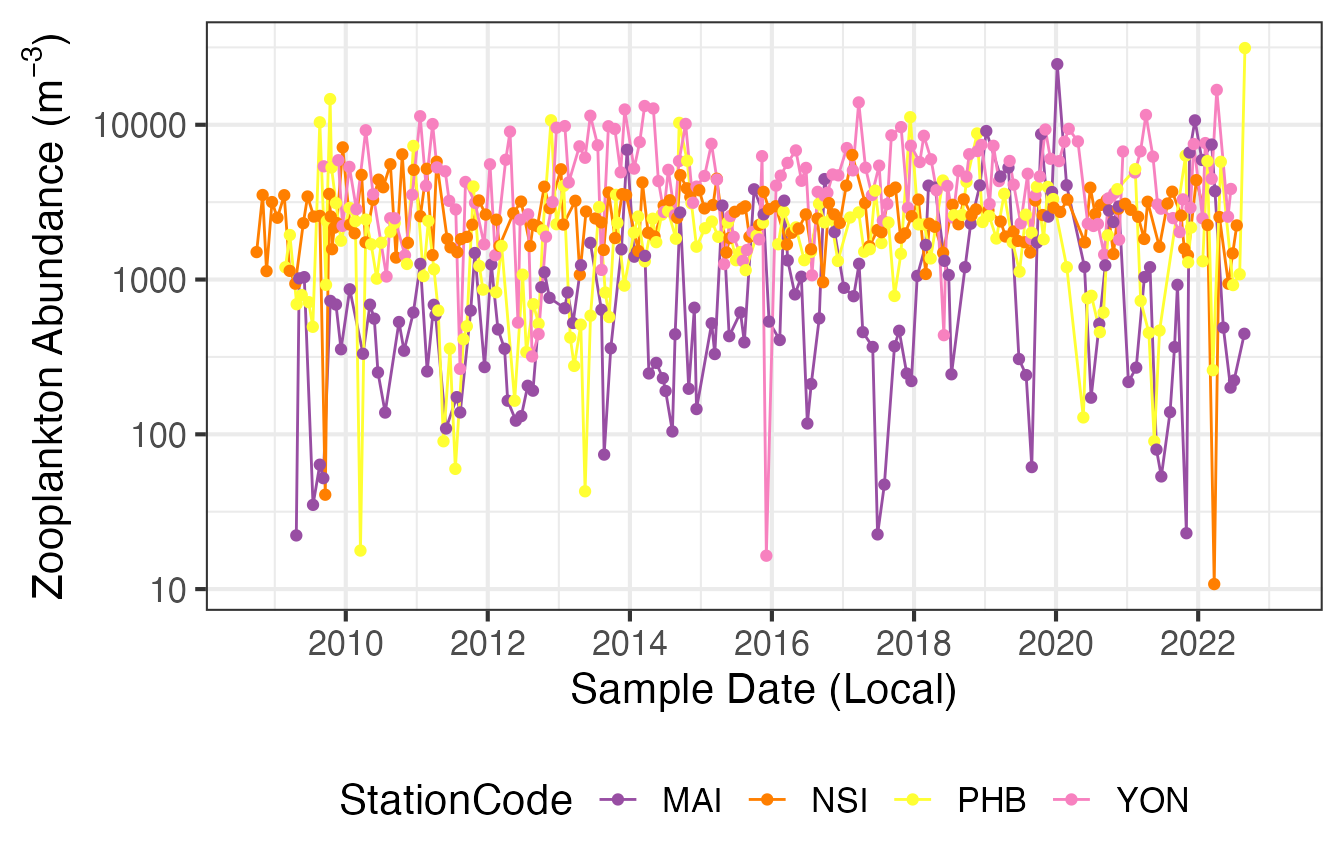 Zooplankton Abundance (m⁻³)
10000
1000
100
10
2010 2012 2014 2016 2018 2020 2022
Sample Date (Local)
StationCode MAI NSI PHB YON